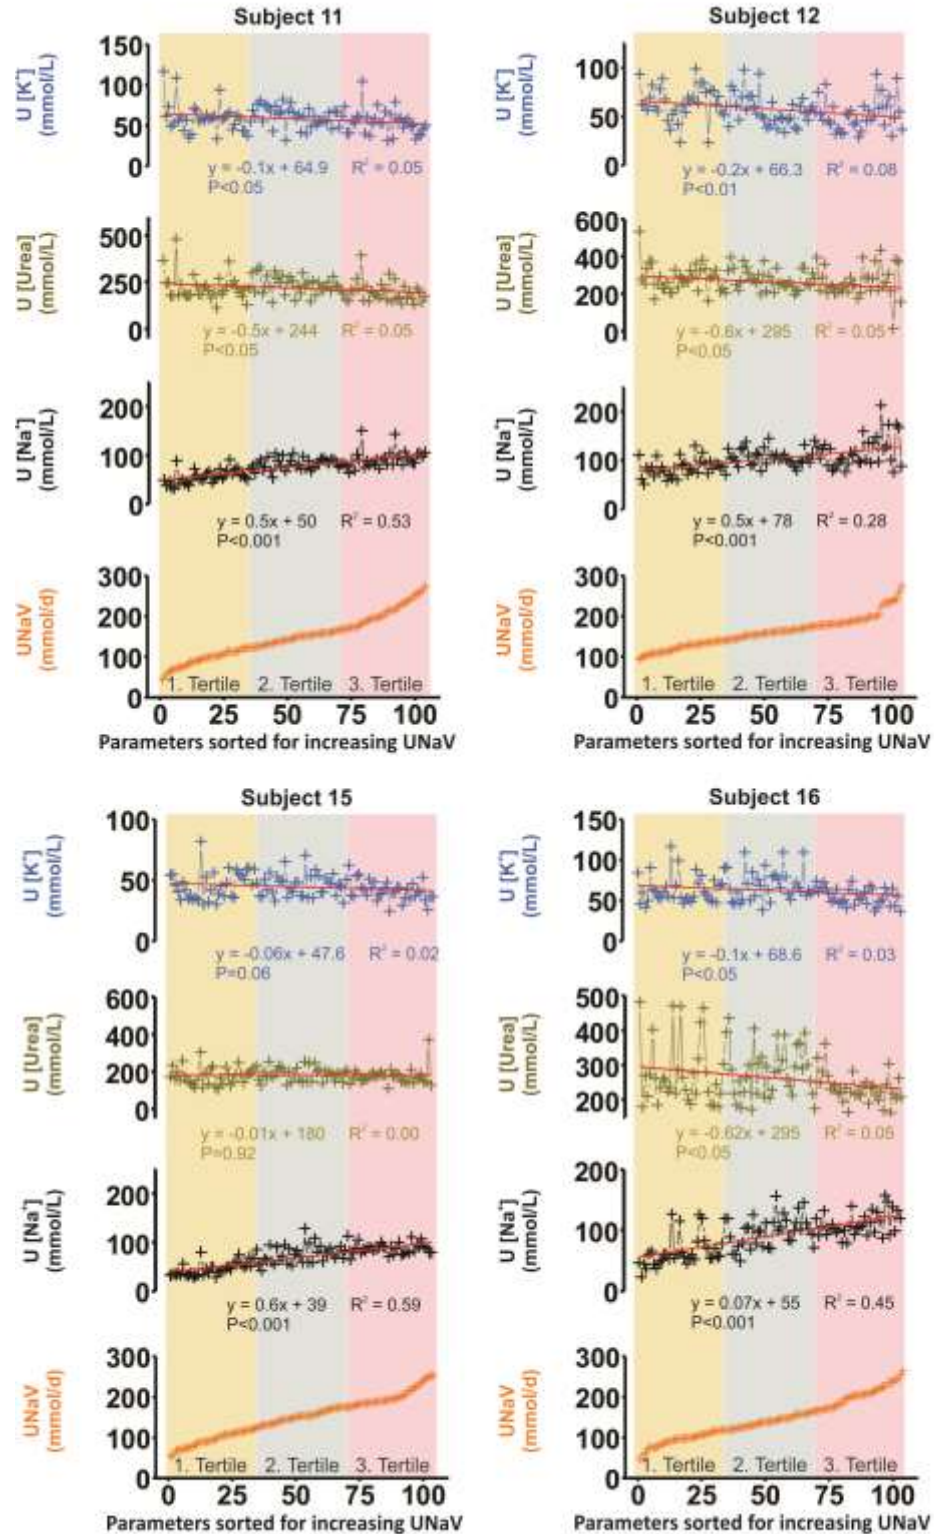 Subject 11
U [K⁺]
(mmol/L)
150
100
50
0
y = -0.1x + 64.9 R² = 0.05
P<0.05
U [Urea]
(mmol/L)
500
250
0
y = -0.5x + 244 R² = 0.05
P<0.05
U [Na⁺]
(mmol/L)
200
100
0
y = 0.5x + 50 R² = 0.53
P<0.001
UNaV
(mmol/d)
300
200
100
0
1. Tertile 2. Tertile 3. Tertile
0 25 50 75 100
Parameters sorted for increasing UNaV
Subject 12
U [K⁺]
(mmol/L)
100
50
0
y = -0.2x + 66.3 R² = 0.08
P<0.01
U [Urea]
(mmol/L)
600
400
200
0
y = -0.6x + 295 R² = 0.05
P<0.05
U [Na⁺]
(mmol/L)
200
100
0
y = 0.5x + 78 R² = 0.28
P<0.001
UNaV
(mmol/d)
300
200
100
0
1. Tertile 2. Tertile 3. Tertile
0 25 50 75 100
Parameters sorted for increasing UNaV
Subject 15
U [K⁺]
(mmol/L)
100
50
0
y = -0.06x + 47.6 R² = 0.02
P=0.06
U [Urea]
(mmol/L)
600
400
200
0
y = -0.01x + 180 R² = 0.00
P=0.92
U [Na⁺]
(mmol/L)
200
100
0
y = 0.6x + 39 R² = 0.59
P<0.001
UNaV
(mmol/d)
300
200
100
0
1. Tertile 2. Tertile 3. Tertile
0 25 50 75 100
Parameters sorted for increasing UNaV
Subject 16
U [K⁺]
(mmol/L)
150
100
50
0
y = -0.1x + 68.6 R² = 0.03
P<0.05
U [Urea]
(mmol/L)
500
400
300
200
y = -0.62x + 295 R² = 0.05
P<0.05
U [Na⁺]
(mmol/L)
200
100
0
y = 0.07x + 55 R² = 0.45
P<0.001
UNaV
(mmol/d)
300
200
100
0
1. Tertile 2. Tertile 3. Tertile
0 25 50 75 100
Parameters sorted for increasing UNaV